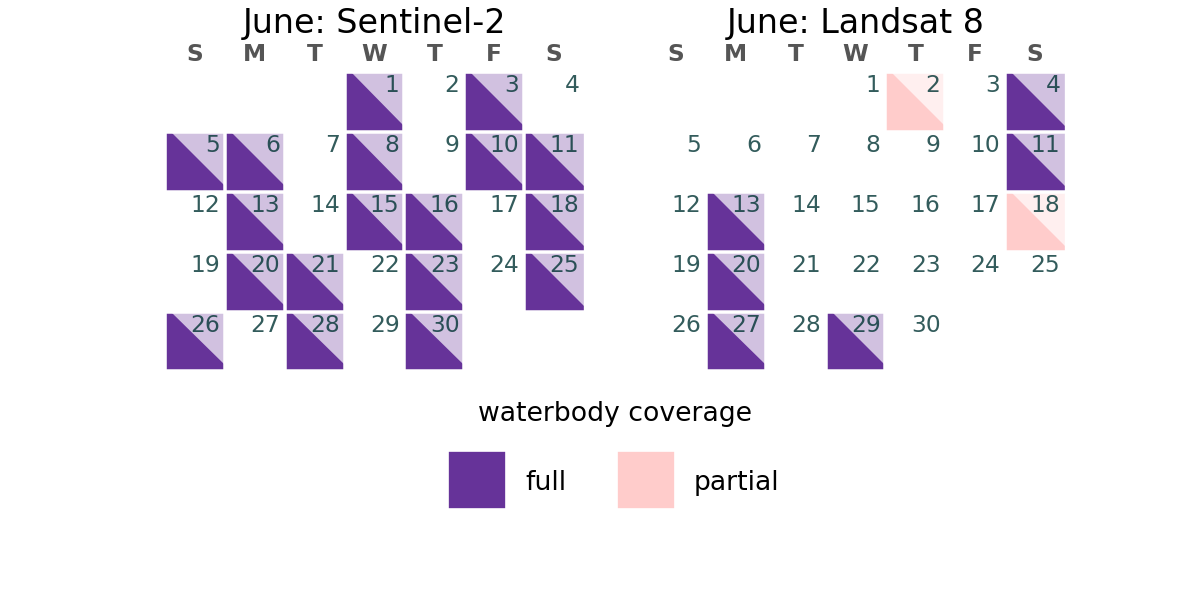 June: Sentinel-2
S M T W T F S
1 2 3 4
5 6 7 8 9 10 11
12 13 14 15 16 17 18
19 20 21 22 23 24 25
26 27 28 29 30
June: Landsat 8
S M T W T F S
1 2 3 4
5 6 7 8 9 10 11
12 13 14 15 16 17 18
19 20 21 22 23 24 25
26 27 28 29 30
waterbody coverage
full
partial